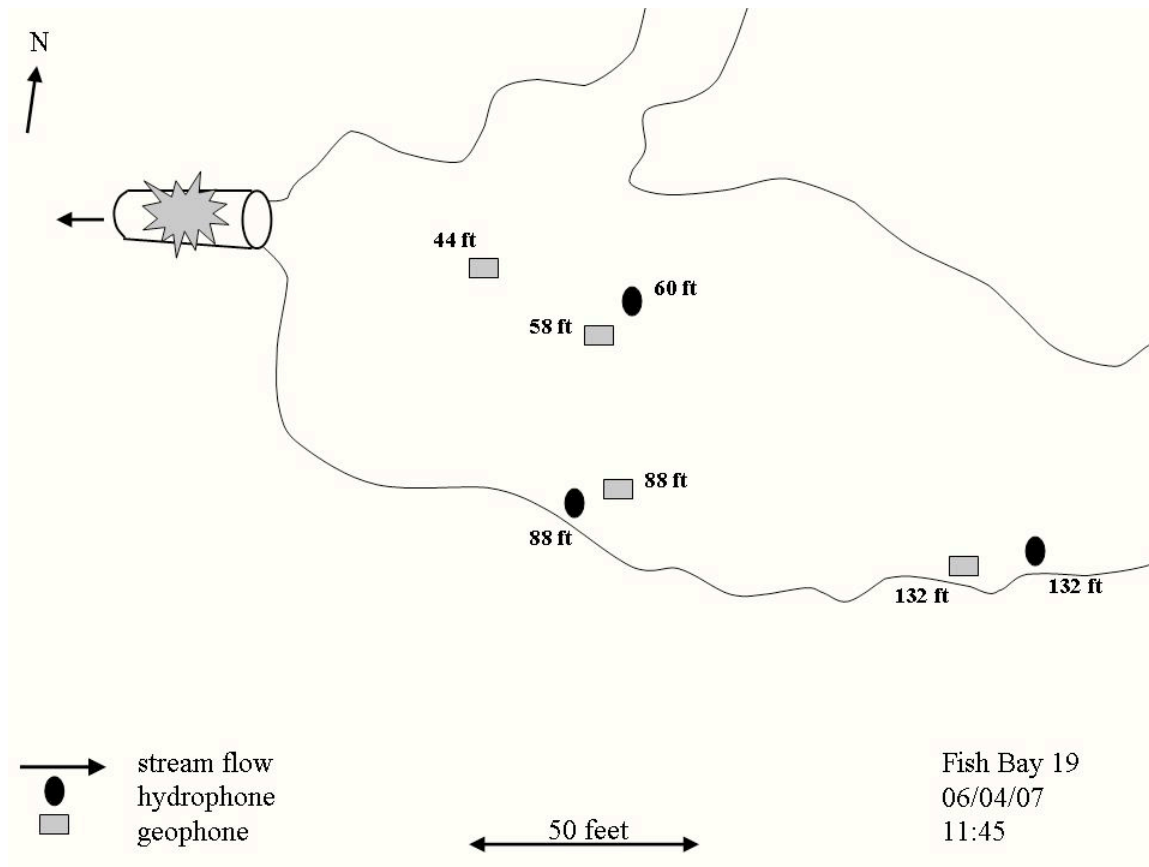 N
44 ft
60 ft
58 ft
88 ft
88 ft
132 ft
132 ft
stream flow
hydrophone
geophone
50 feet
Fish Bay 19
06/04/07
11:45